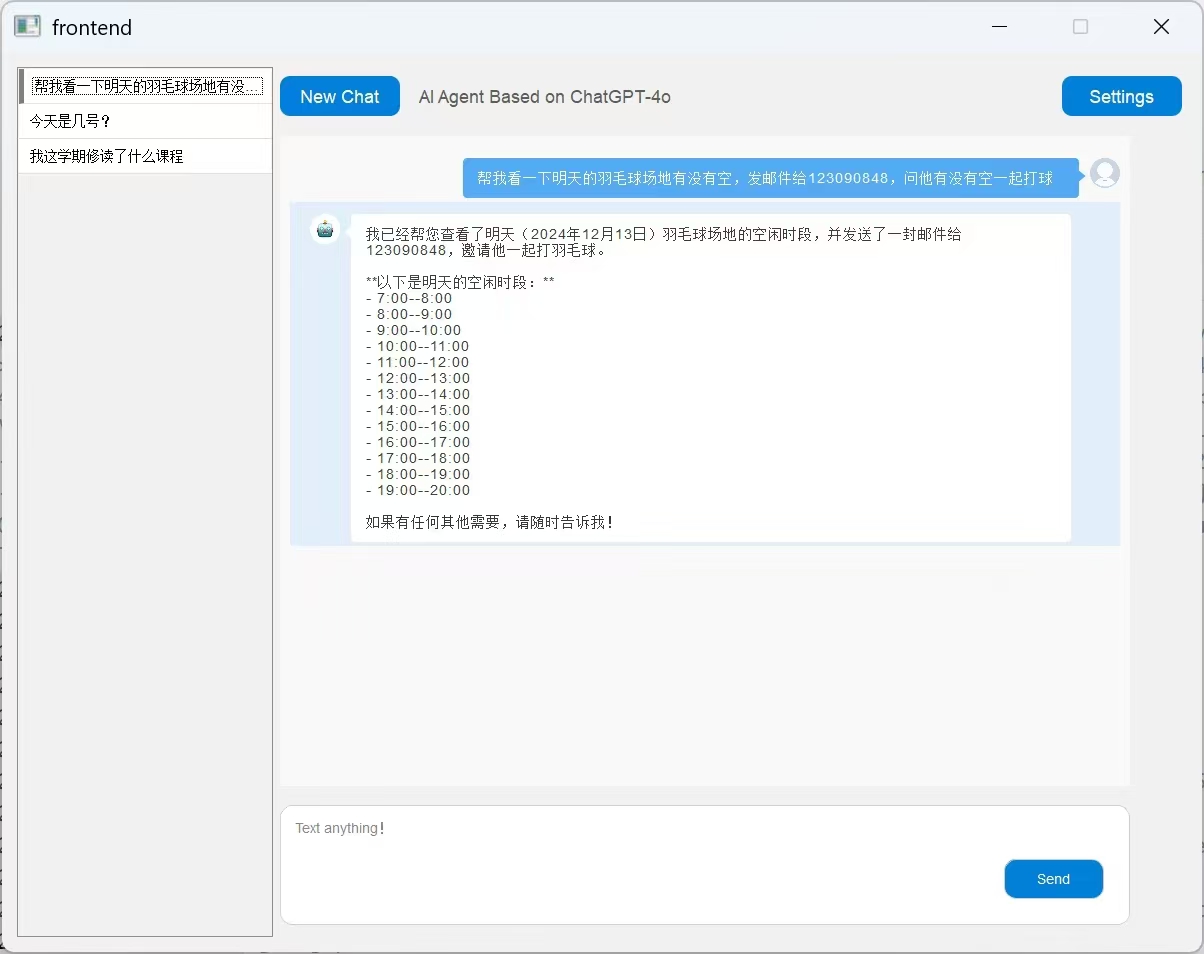 frontend
帮我看一下明天的羽毛球场地有没...
今天是几号?
我这学期修读了什么课程
New Chat
AI Agent Based on ChatGPT-4o
Settings
帮我看一下明天的羽毛球场地有没有空，发邮件给123090848，问他有没有空一起打球
我已经帮您查看了明天（2024年12月13日）羽毛球场地的空闲时段，并发送了一封邮件给
123090848，邀请他一起打羽毛球。
**以下是明天的空闲时段：**
- 7:00--8:00
- 8:00--9:00
- 9:00--10:00
- 10:00--11:00
- 11:00--12:00
- 12:00--13:00
- 13:00--14:00
- 14:00--15:00
- 15:00--16:00
- 16:00--17:00
- 17:00--18:00
- 18:00--19:00
- 19:00--20:00
如果有任何其他需要，请随时告诉我！
Text anything!
Send